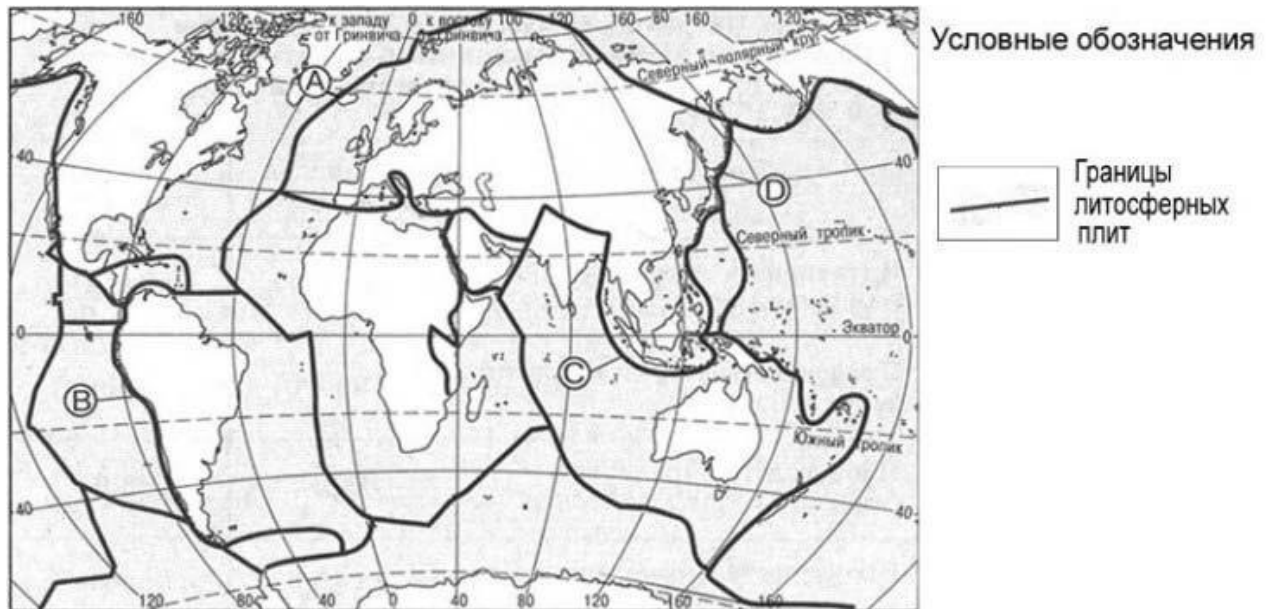 160 120 80 40 к западу 0 к востоку 100 120 160 80 160 120
от Гринвича от Гринвича
Условные обозначения
Северный полярный круг
A
40 40
D
Границы
литосферных
плит
Северный тропик
Экватор
0 0
C
B
Южный тропик
40 40
120 80 40 0 40 80 120 160